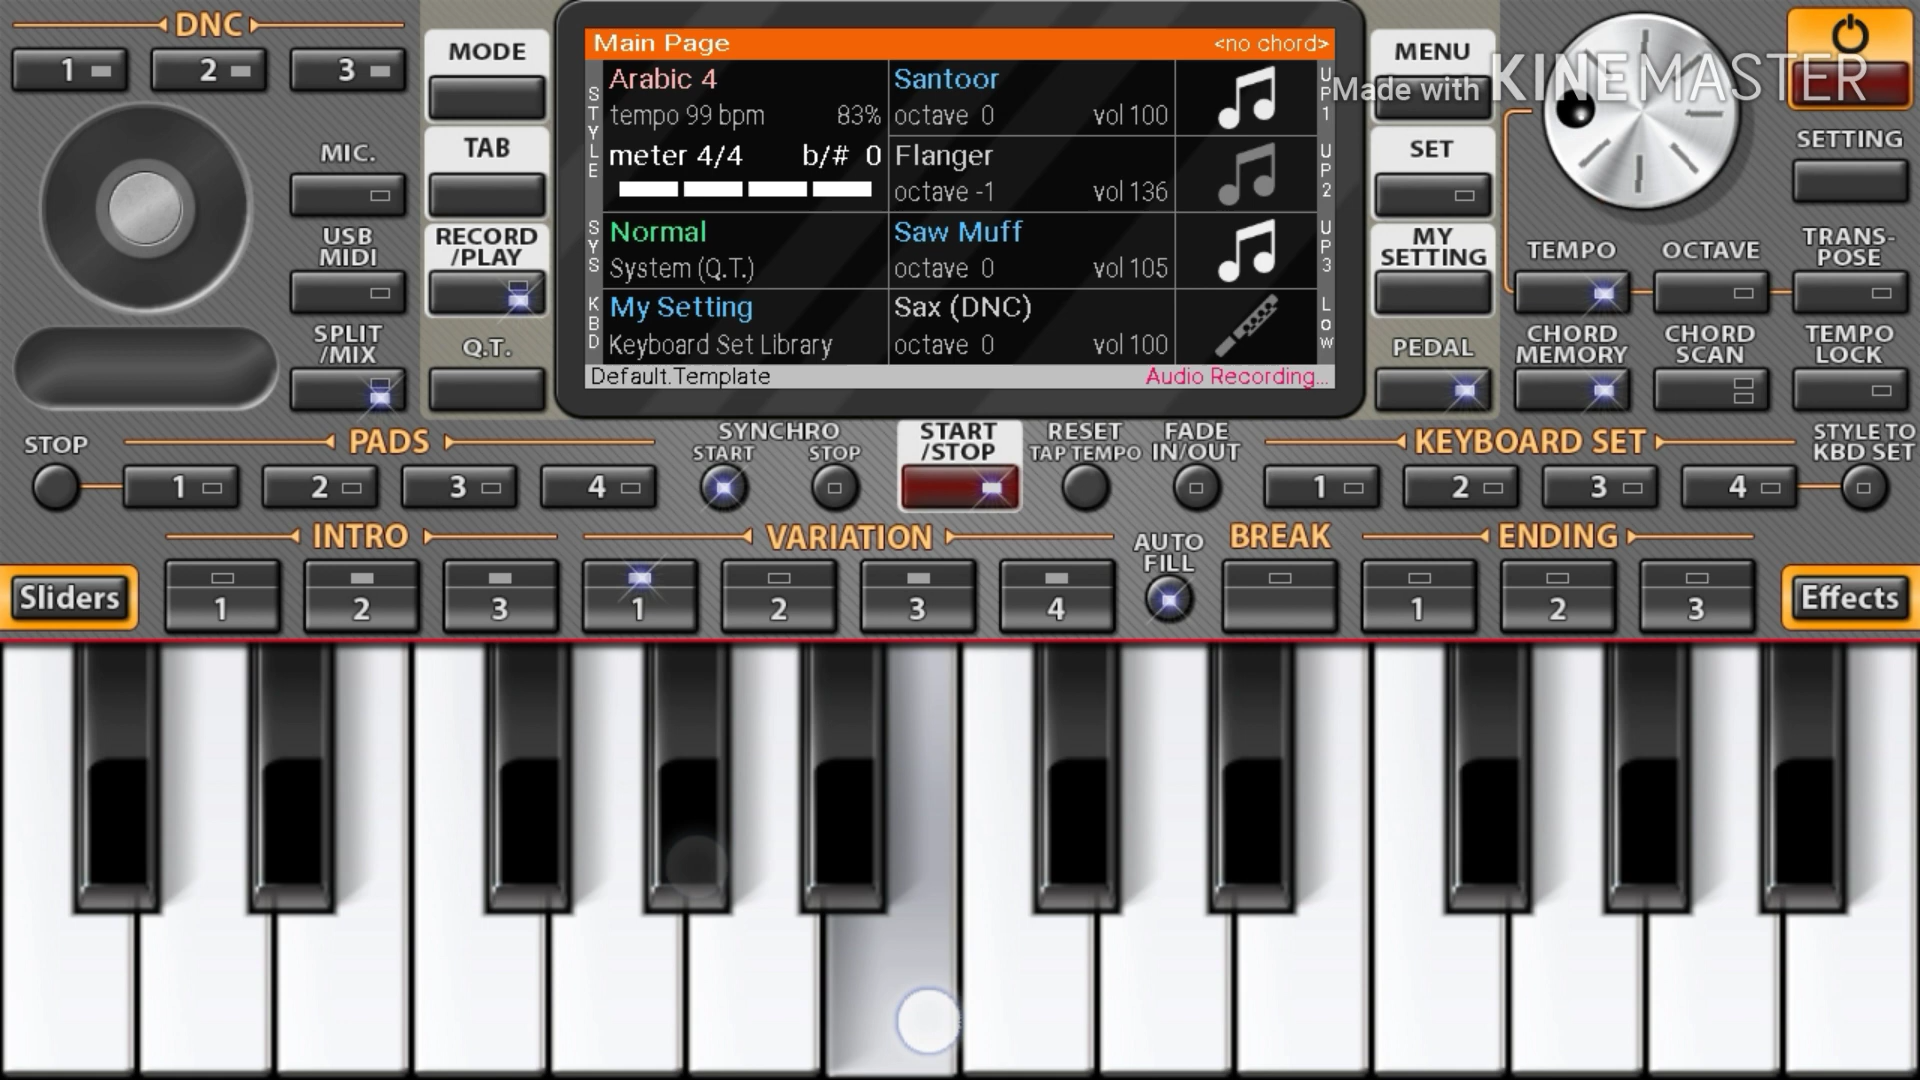 DNC
1
2
3
MODE
TAB
RECORD
/PLAY
Q.T.
MIC.
USB
MIDI
SPLIT
/MIX
Main Page
<no chord>
STYLE
Arabic 4
tempo 99 bpm
83%
meter 4/4
b/# 0
SYS
Normal
System (Q.T.)
KBD
My Setting
Keyboard Set Library
Santoor
octave 0
vol 100
UP1
Flanger
octave -1
vol 136
UP2
Saw Muff
octave 0
vol 105
UP3
Sax (DNC)
octave 0
vol 100
LOW
Default.Template
Audio Recording...
MENU
SET
MY
SETTING
PEDAL
Made with KINEMASTER
SETTING
TEMPO
OCTAVE
TRANS-
POSE
CHORD
MEMORY
CHORD
SCAN
TEMPO
LOCK
STOP
PADS
1
2
3
4
SYNCHRO
START
STOP
START
/STOP
RESET
TAP TEMPO
FADE
IN/OUT
KEYBOARD SET
1
2
3
4
STYLE TO
KBD SET
Sliders
INTRO
1
2
3
VARIATION
1
2
3
4
AUTO
FILL
BREAK
ENDING
1
2
3
Effects